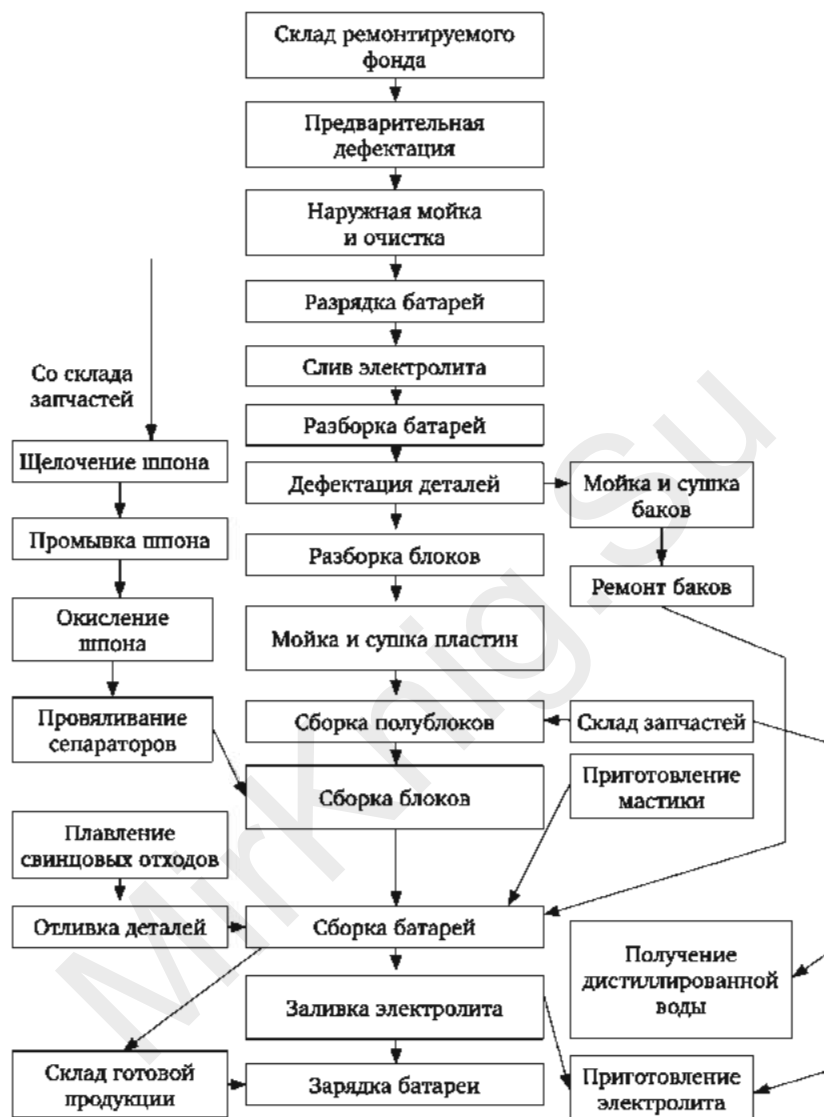 Склад ремонтируемого
фонда
Предварительная
дефектация
Наружная мойка
и очистка
Разрядка батарей
Слив электролита
Разборка батарей
Дефектация деталей
Разборка блоков
Мойка и сушка пластин
Сборка полублоков
Сборка блоков
Сборка батарей
Заливка электролита
Зарядка батареи
Со склада
запчастей
Щелочение шпона
Промывка шпона
Окисление
шпона
Провяливание
сепараторов
Плавление
свинцовых отходов
Отливка деталей
Склад готовой
продукции
Мойка и сушка
баков
Ремонт баков
Склад запчастей
Приготовление
мастики
Получение
дистиллированной
воды
Приготовление
электролита
MirKnig.Su